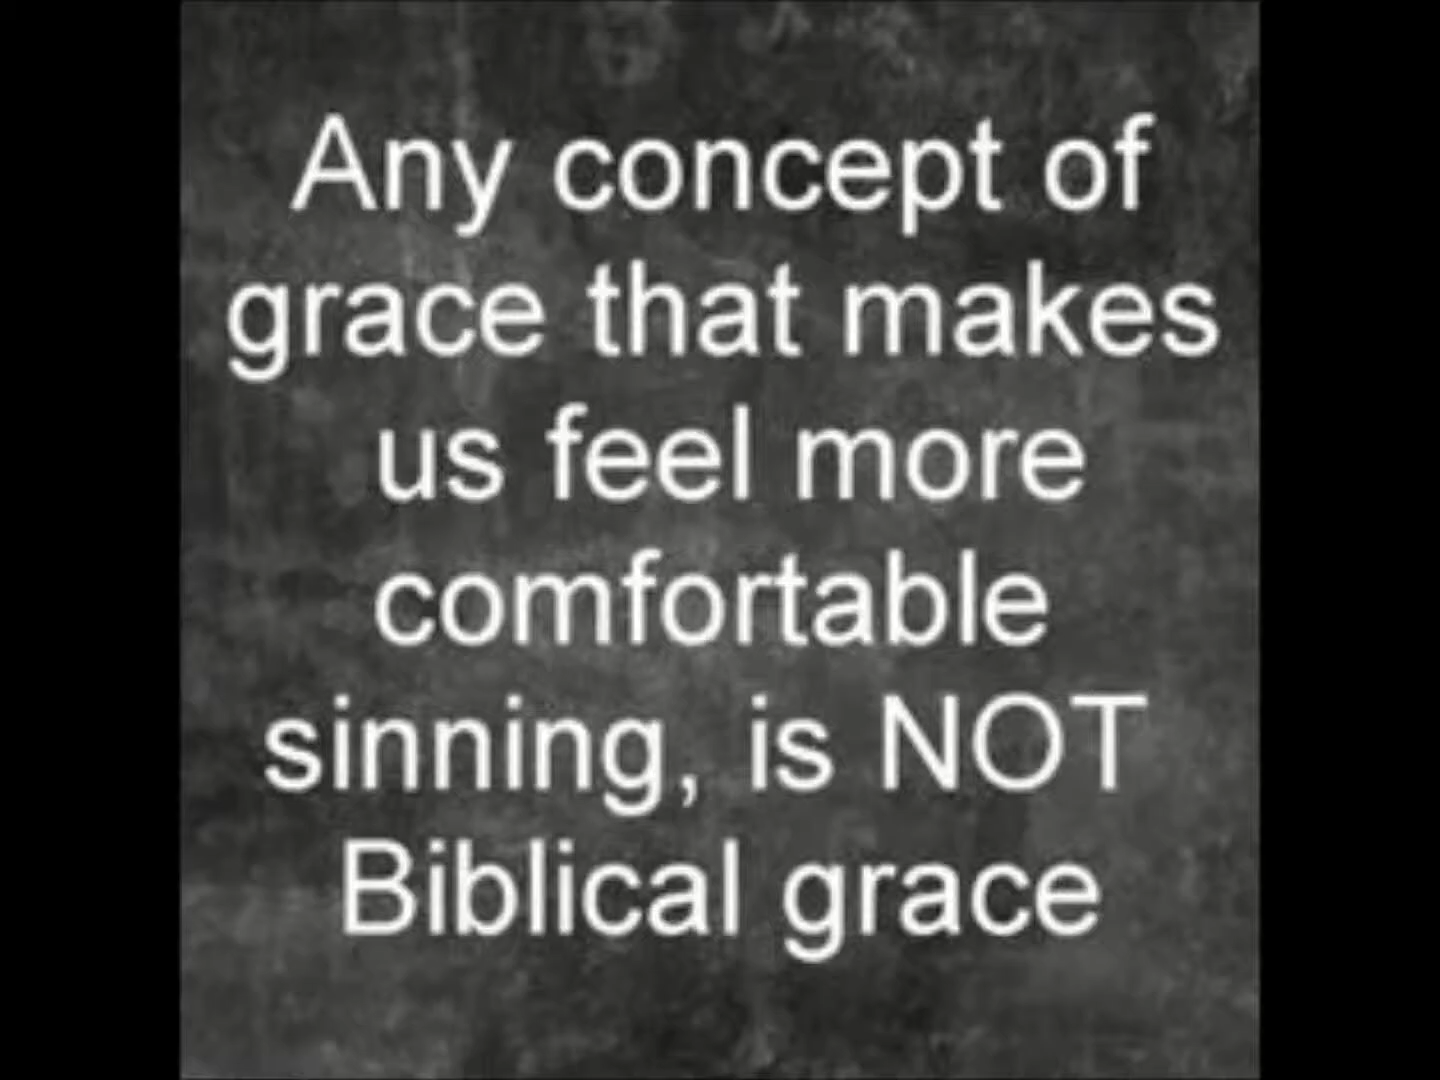 Any concept of
grace that makes
us feel more
comfortable
sinning, is NOT
Biblical grace